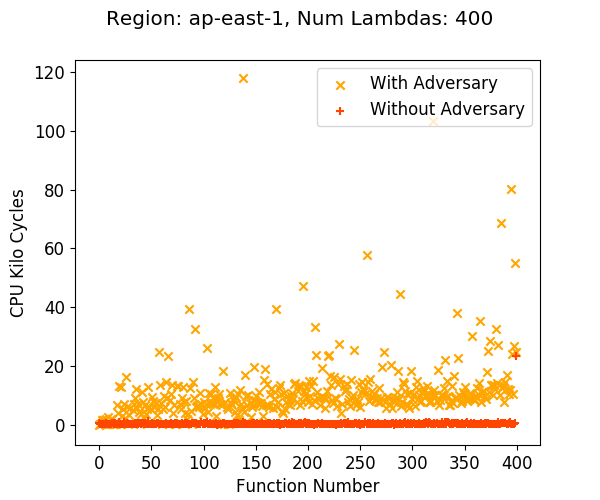 Region: ap-east-1, Num Lambdas: 400
With Adversary
Without Adversary
CPU Kilo Cycles
120
100
80
60
40
20
0
0 50 100 150 200 250 300 350 400
Function Number